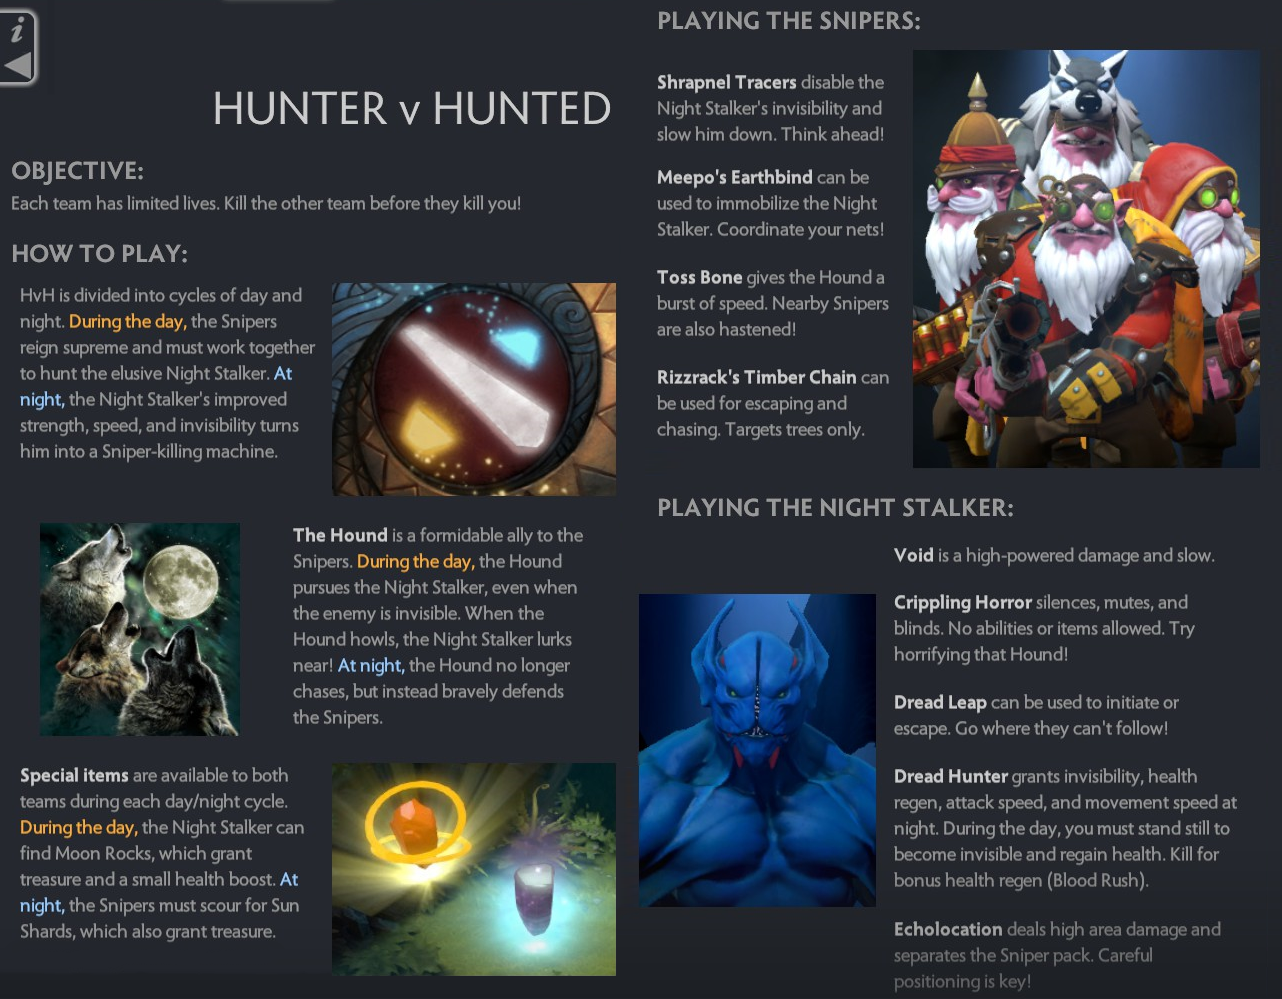 i
HUNTER v HUNTED
OBJECTIVE:
Each team has limited lives. Kill the other team before they kill you!
HOW TO PLAY:
HvH is divided into cycles of day and
night. During the day, the Snipers
reign supreme and must work together
to hunt the elusive Night Stalker. At
night, the Night Stalker's improved
strength, speed, and invisibility turns
him into a Sniper-killing machine.
The Hound is a formidable ally to the
Snipers. During the day, the Hound
pursues the Night Stalker, even when
the enemy is invisible. When the
Hound howls, the Night Stalker lurks
near! At night, the Hound no longer
chases, but instead bravely defends
the Snipers.
Special items are available to both
teams during each day/night cycle.
During the day, the Night Stalker can
find Moon Rocks, which grant
treasure and a small health boost. At
night, the Snipers must scour for Sun
Shards, which also grant treasure.
PLAYING THE SNIPERS:
Shrapnel Tracers disable the
Night Stalker's invisibility and
slow him down. Think ahead!
Meepo's Earthbind can be
used to immobilize the Night
Stalker. Coordinate your nets!
Toss Bone gives the Hound a
burst of speed. Nearby Snipers
are also hastened!
Rizzrack's Timber Chain can
be used for escaping and
chasing. Targets trees only.
PLAYING THE NIGHT STALKER:
Void is a high-powered damage and slow.
Crippling Horror silences, mutes, and
blinds. No abilities or items allowed. Try
horrifying that Hound!
Dread Leap can be used to initiate or
escape. Go where they can't follow!
Dread Hunter grants invisibility, health
regen, attack speed, and movement speed at
night. During the day, you must stand still to
become invisible and regain health. Kill for
bonus health regen (Blood Rush).
Echolocation deals high area damage and
separates the Sniper pack. Careful
positioning is key!